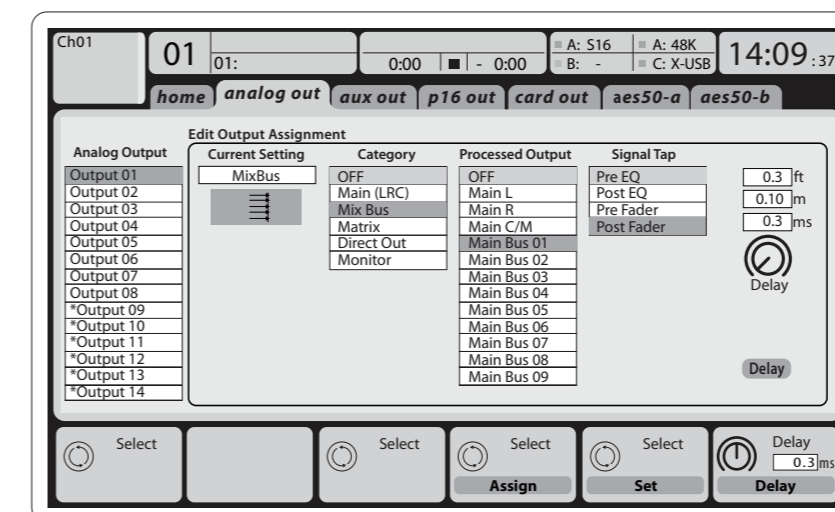 Ch01
01
01:
0:00 - 0:00
A: S16
B: -
A: 48K
C: X-USB
14:09 :37
home analog out aux out p16 out card out aes50-a aes50-b
Edit Output Assignment
Analog Output
Output 01
Output 02
Output 03
Output 04
Output 05
Output 06
Output 07
Output 08
*Output 09
*Output 10
*Output 11
*Output 12
*Output 13
*Output 14
Current Setting
MixBus
Category
OFF
Main (LRC)
Mix Bus
Matrix
Direct Out
Monitor
Processed Output
OFF
Main L
Main R
Main C/M
Main Bus 01
Main Bus 02
Main Bus 03
Main Bus 04
Main Bus 05
Main Bus 06
Main Bus 07
Main Bus 08
Main Bus 09
Signal Tap
Pre EQ
Post EQ
Pre Fader
Post Fader
0.3 ft
0.10 m
0.3 ms
Delay
Delay
Select
Select
Select
Assign
Select
Set
Delay
0.3 ms
Delay